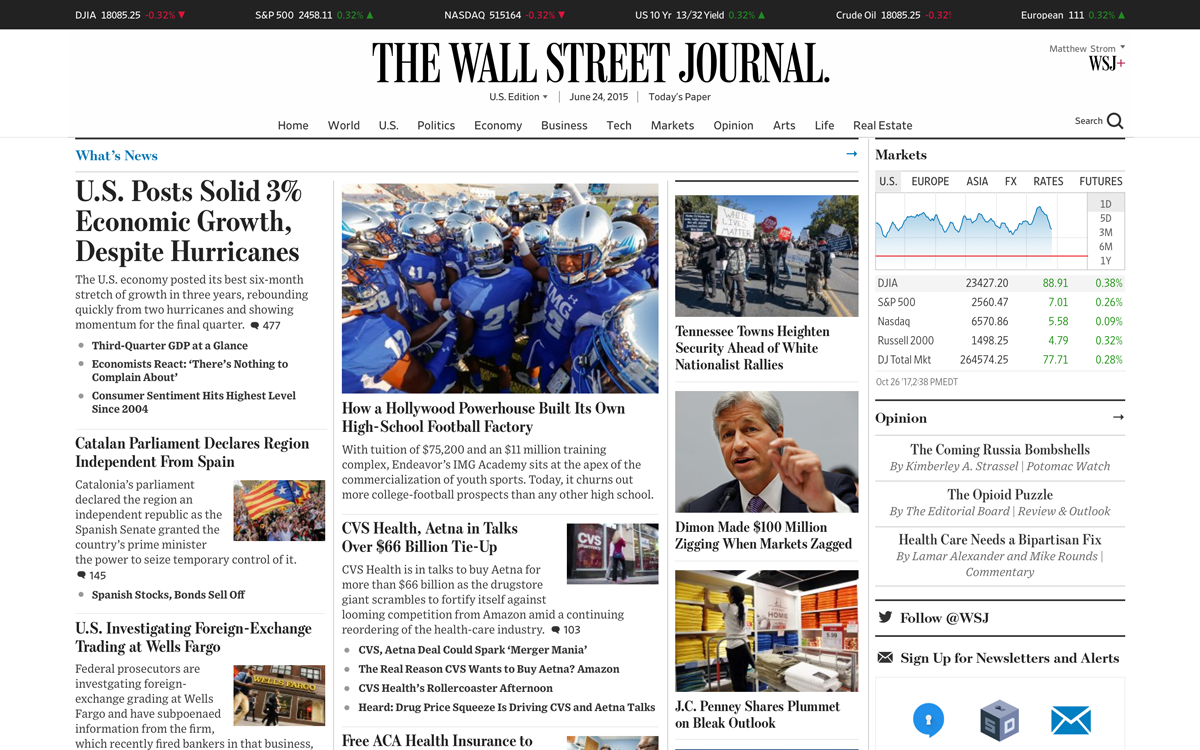 DJIA 18085.25 -0.32% ▼ S&P 500 2458.11 0.32% ▲ NASDAQ 515164 -0.32% ▼ US 10 Yr 13/32 Yield 0.32% ▲ Crude Oil 18085.25 -0.32% European 111 0.32% ▲
THE WALL STREET JOURNAL.
Matthew Strom
WSJ+
U.S. Edition | June 24, 2015 | Today's Paper
Home World U.S. Politics Economy Business Tech Markets Opinion Arts Life Real Estate
Search
What's News →
U.S. Posts Solid 3%
Economic Growth,
Despite Hurricanes
The U.S. economy posted its best six-month
stretch of growth in three years, rebounding
quickly from two hurricanes and showing
momentum for the final quarter. 477
• Third-Quarter GDP at a Glance
• Economists React: ‘There's Nothing to
Complain About’
• Consumer Sentiment Hits Highest Level
Since 2004
Catalan Parliament Declares Region
Independent From Spain
Catalonia's parliament
declared the region an
independent republic as the
Spanish Senate granted the
country's prime minister
the power to seize temporary control of it.
145
• Spanish Stocks, Bonds Sell Off
U.S. Investigating Foreign-Exchange
Trading at Wells Fargo
Federal prosecutors are
investgating foreign-
exchange grading at Wells
Fargo and have subpoenaed
information from the firm,
which recently fired bankers in that business,
WELLS FARGO
41
21
2
How a Hollywood Powerhouse Built Its Own
High-School Football Factory
With tuition of $75,200 and an $11 million training
complex, Endeavor's IMG Academy sits at the apex of the
commercialization of youth sports. Today, it churns out
more college-football prospects than any other high school.
CVS Health, Aetna in Talks
Over $66 Billion Tie-Up
CVS Health is in talks to buy Aetna for
more than $66 billion as the drugstore
giant scrambles to fortify itself against
looming competition from Amazon amid a continuing
reordering of the health-care industry. 103
CVS
pharmacy
• CVS, Aetna Deal Could Spark ‘Merger Mania’
• The Real Reason CVS Wants to Buy Aetna? Amazon
• CVS Health's Rollercoaster Afternoon
• Heard: Drug Price Squeeze Is Driving CVS and Aetna Talks
Free ACA Health Insurance to
WHITE
LIVES
MATTER
Tennessee Towns Heighten
Security Ahead of White
Nationalist Rallies
Dimon Made $100 Million
Zigging When Markets Zagged
HOME
5.99
J.C. Penney Shares Plummet
on Bleak Outlook
Markets
U.S. EUROPE ASIA FX RATES FUTURES
1D
5D
3M
6M
1Y
DJIA 23427.20 88.91 0.38%
S&P 500 2560.47 7.01 0.26%
Nasdaq 6570.86 5.58 0.09%
Russell 2000 1498.25 4.79 0.32%
DJ Total Mkt 264574.25 77.71 0.28%
Oct 26 '17,2:38 PMEDT
Opinion →
The Coming Russia Bombshells
By Kimberley A. Strassel | Potomac Watch
The Opioid Puzzle
By The Editorial Board | Review & Outlook
Health Care Needs a Bipartisan Fix
By Lamar Alexander and Mike Rounds |
Commentary
Follow @WSJ
Sign Up for Newsletters and Alerts